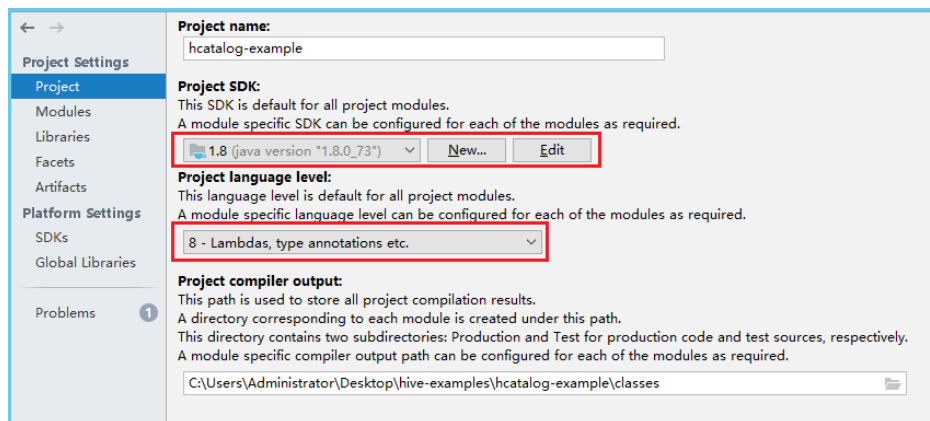 Project Settings
Project
Modules
Libraries
Facets
Artifacts
Platform Settings
SDKs
Global Libraries
Problems 1
Project name:
hcatalog-example
Project SDK:
This SDK is default for all project modules.
A module specific SDK can be configured for each of the modules as required.
1.8 (java version "1.8.0_73") New... Edit
Project language level:
This language level is default for all project modules.
A module specific language level can be configured for each of the modules as required.
8 - Lambdas, type annotations etc.
Project compiler output:
This path is used to store all project compilation results.
A directory corresponding to each module is created under this path.
This directory contains two subdirectories: Production and Test for production code and test sources, respectively.
A module specific compiler output path can be configured for each of the modules as required.
C:\Users\Administrator\Desktop\hive-examples\hcatalog-example\classes